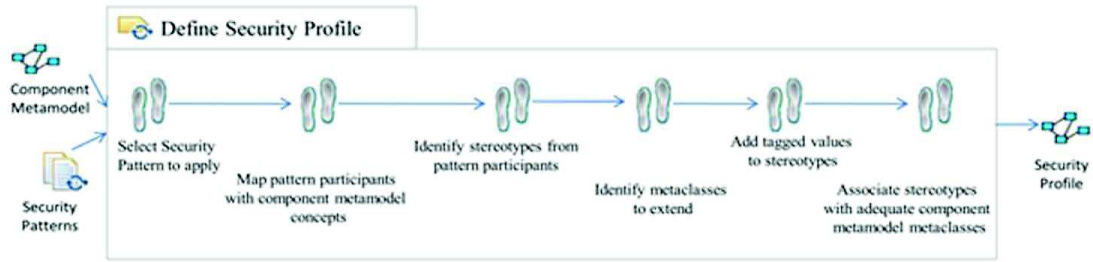 Define Security Profile
Component
Metamodel
Security
Patterns
Select Security
Pattern to apply
Map pattern participants
with component metamodel
concepts
Identify stereotypes from
pattern participants
Identify metaclasses
to extend
Add tagged values
to stereotypes
Associate stereotypes
with adequate component
metamodel metaclasses
Security
Profile